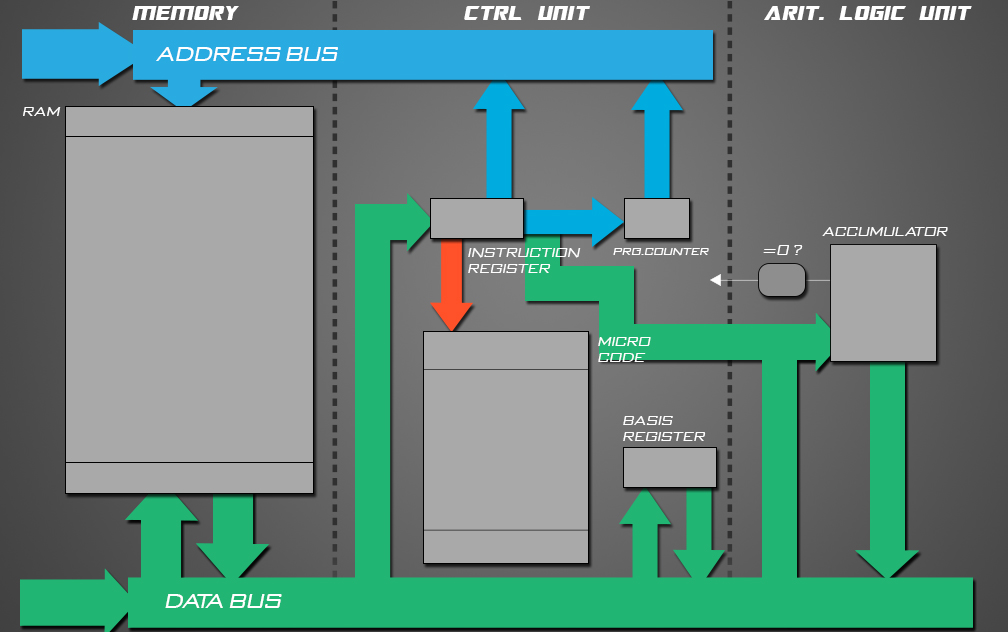 MEMORY
CTRL UNIT
ARIT. LOGIC UNIT
ADDRESS BUS
RAM
INSTRUCTION
REGISTER
PRG.COUNTER
ACCUMULATOR
=0 ?
MICRO
CODE
BASIS
REGISTER
DATA BUS